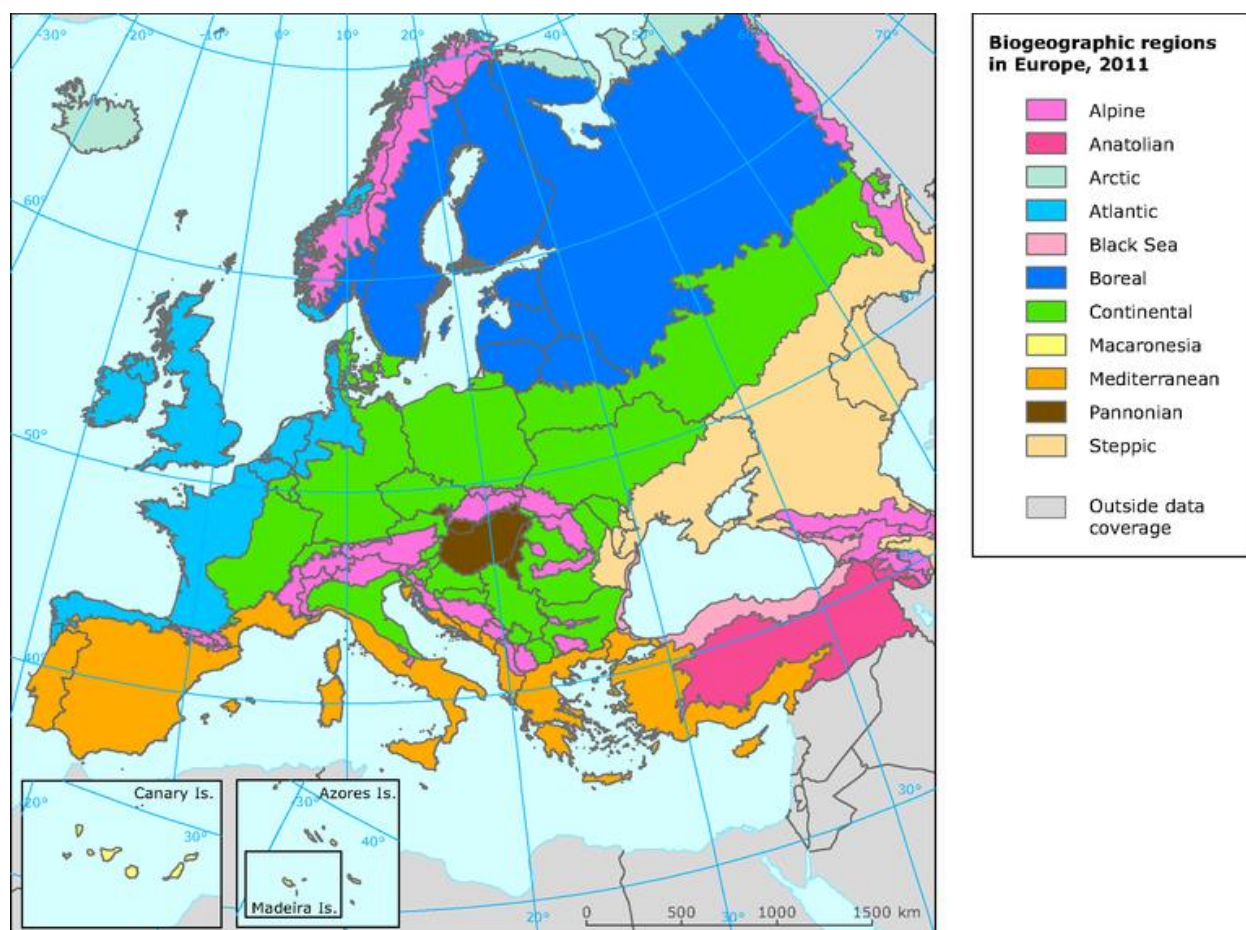 -30°
-20°
-10°
0°
10°
20°
30°
40°
50°
60°
70°
60°
50°
40°
Biogeographic regions
in Europe, 2011
Alpine
Anatolian
Arctic
Atlantic
Black Sea
Boreal
Continental
Macaronesia
Mediterranean
Pannonian
Steppic
Outside data
coverage
Canary Is.
30°
Azores Is.
-30°
40°
Madeira Is.
0°
10°
20°
30°
30°
0 500 1000 1500 km